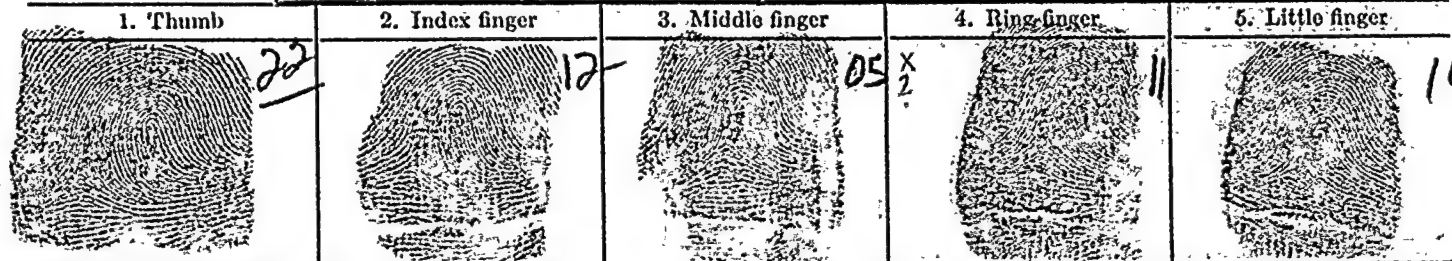 1. Thumb 2. Index finger 3. Middle finger 4. Ring finger 5. Little finger
22 12- 05 X 11
2